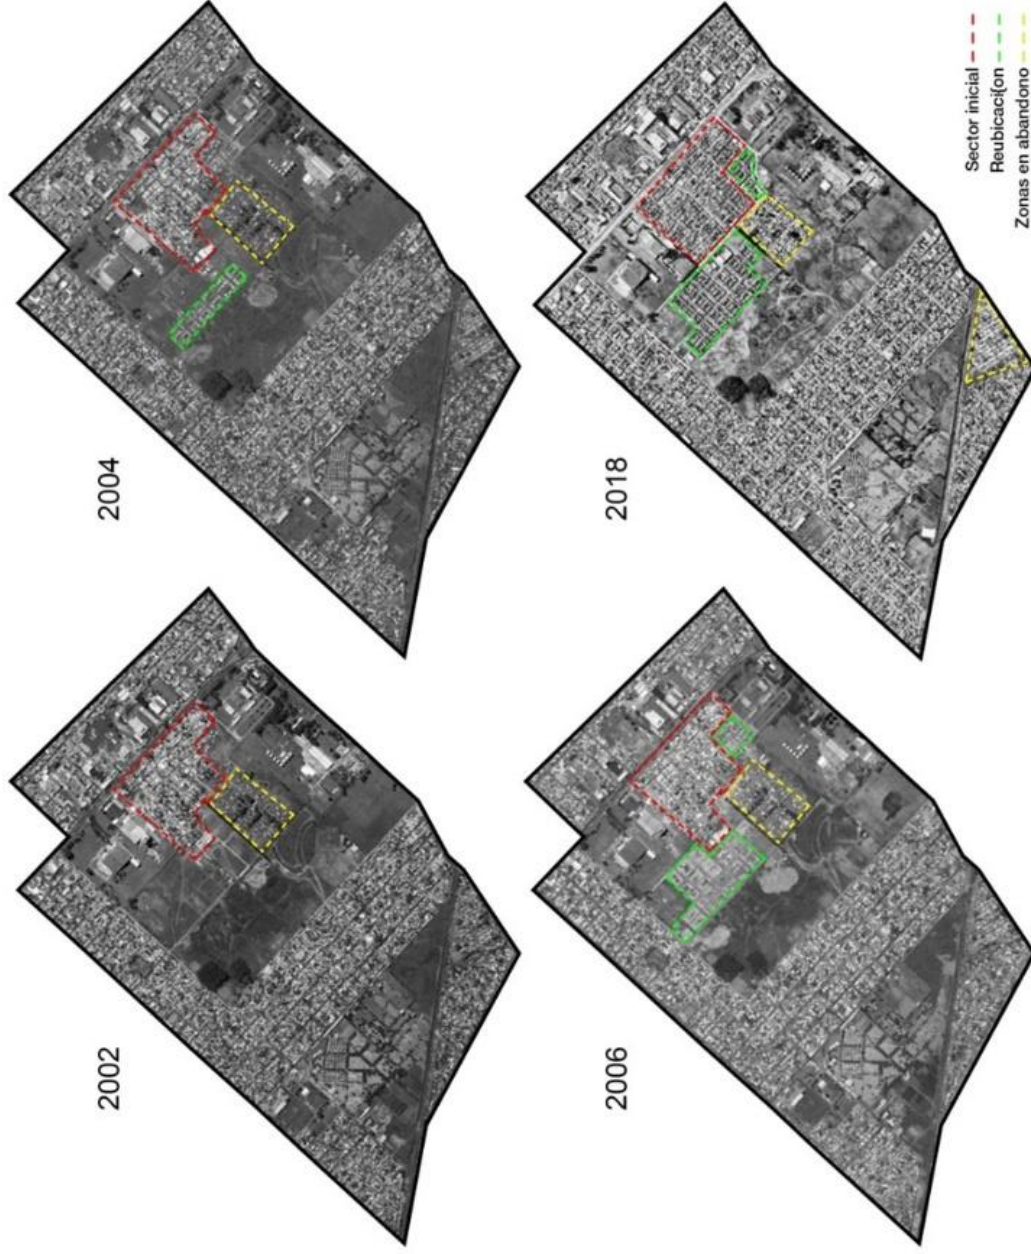 2002
2004
2006
2018
Sector inicial
Reubicaci[on
Zonas en abandono